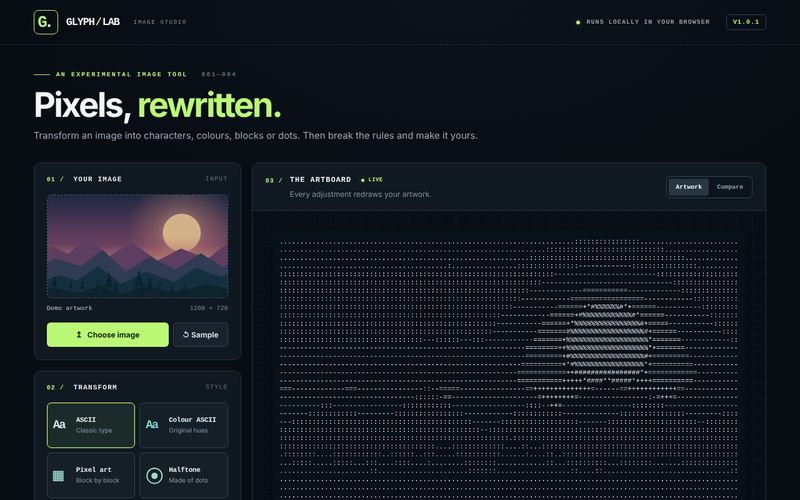 G. GLYPH/LAB IMAGE STUDIO
RUNS LOCALLY IN YOUR BROWSER V1.0.1
AN EXPERIMENTAL IMAGE TOOL 001—004
Pixels, rewritten.
Transform an image into characters, colours, blocks or dots. Then break the rules and make it yours.
01 / YOUR IMAGE INPUT
Demo artwork 1200 × 720
↥ Choose image
↺ Sample
02 / TRANSFORM STYLE
Aa ASCII
Classic type
Aa Colour ASCII
Original hues
Pixel art
Block by block
Halftone
Made of dots
03 / THE ARTBOARD LIVE
Every adjustment redraws your artwork.
Artwork Compare